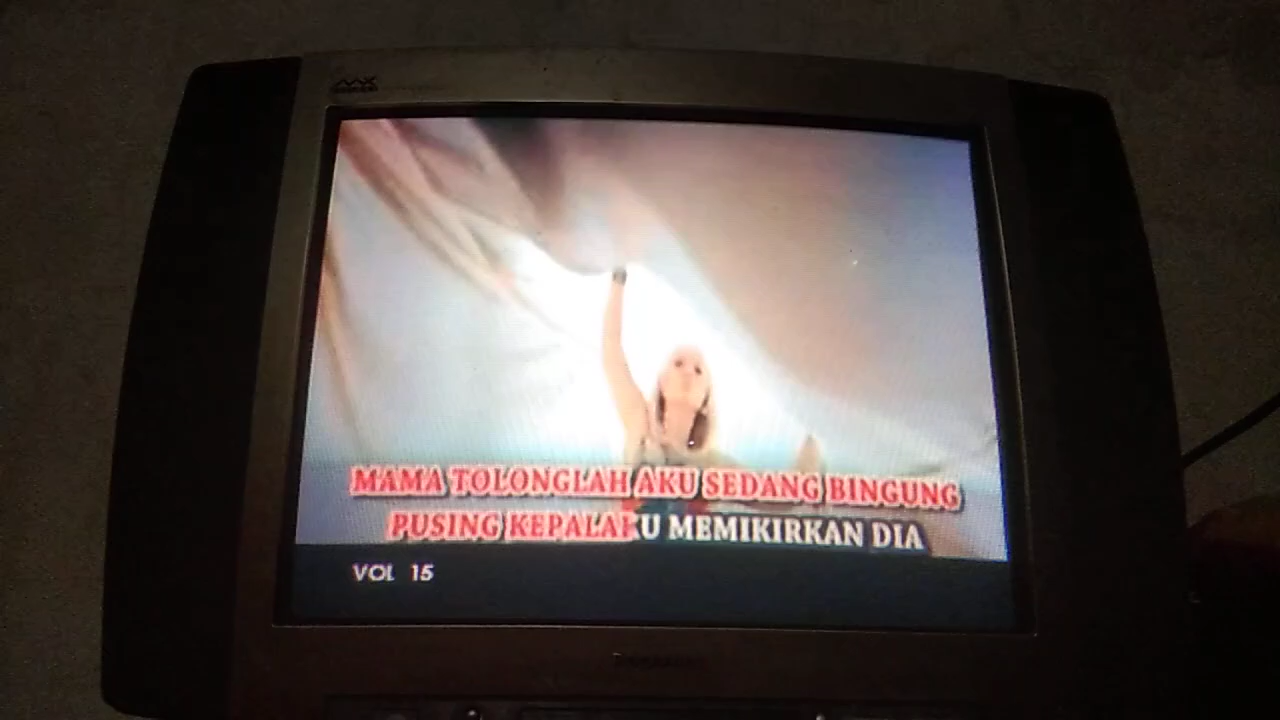 MAMA TOLONGLAH AKU SEDANG BINGUNG
PUSING KEPALAKU MEMIKIRKAN DIA
VOL 15